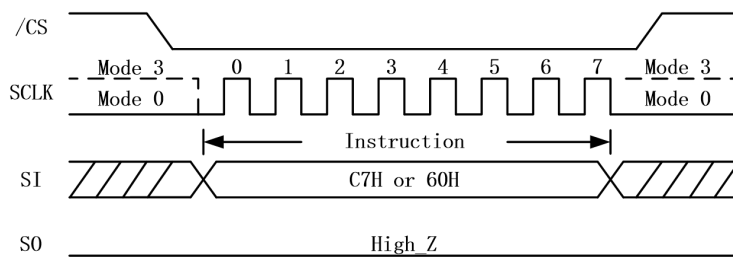 /CS
Mode 3 0 1 2 3 4 5 6 7 Mode 3
SCLK
Mode 0 Mode 0
Instruction
SI C7H or 60H
SO High_Z